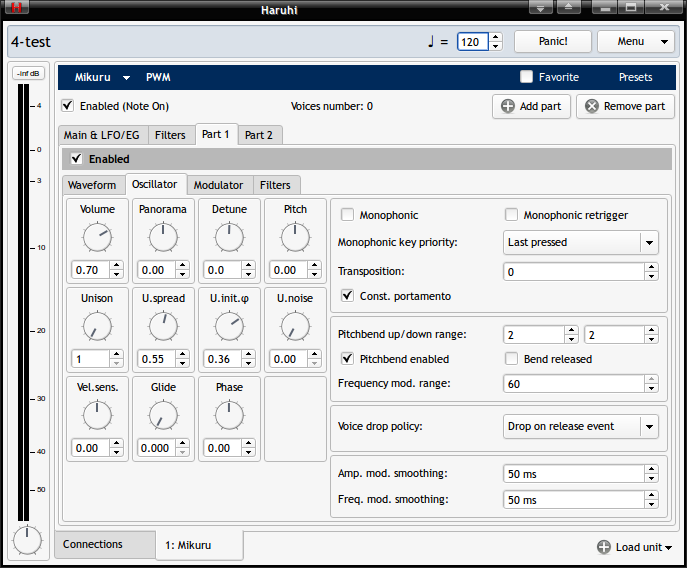 Haruhi
4-test
♩ = 120 Panic! Menu
-inf dB
4
0
3
10
20
30
40
50
Mikuru PWM Favorite Presets
Enabled (Note On) Voices number: 0 Add part Remove part
Main & LFO/EG Filters Part 1 Part 2
Enabled
Waveform Oscillator Modulator Filters
Volume Panorama Detune Pitch
0.70 0.00 0.0 0.00
Unison U.spread U.init.φ U.noise
1 0.55 0.36 0.00
Vel.sens. Glide Phase
0.00 0.000 0.00
Monophonic Monophonic retrigger
Monophonic key priority: Last pressed
Transposition: 0
Const. portamento
Pitchbend up/down range: 2 2
Pitchbend enabled Bend released
Frequency mod. range: 60
Voice drop policy: Drop on release event
Amp. mod. smoothing: 50 ms
Freq. mod. smoothing: 50 ms
Connections 1: Mikuru Load unit